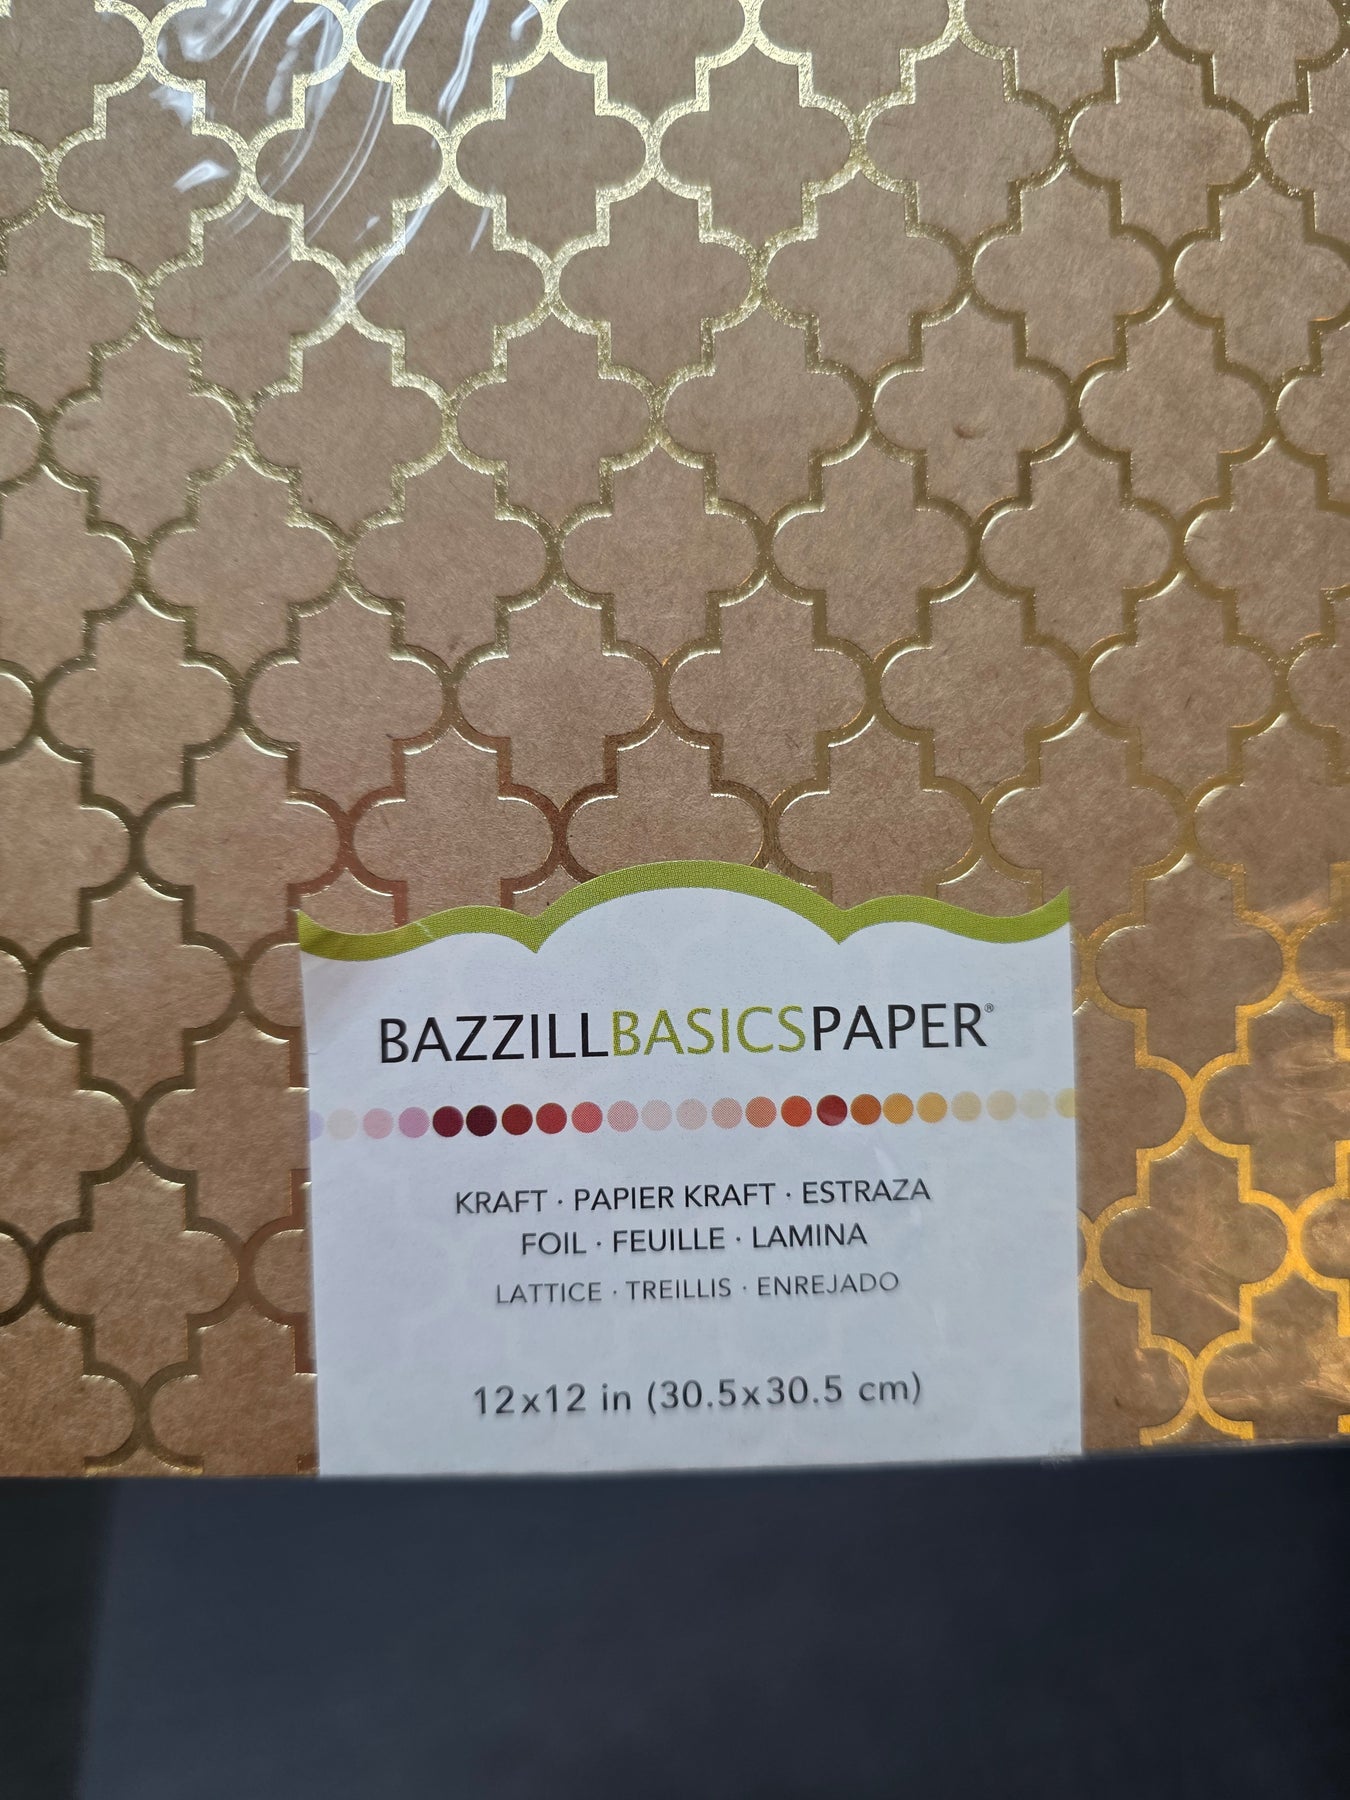 BAZZILLBASICSPAPER®
KRAFT · PAPIER KRAFT · ESTRAZA
FOIL · FEUILLE · LAMINA
LATTICE · TREILLIS · ENREJADO
12x12 in (30.5x30.5 cm)